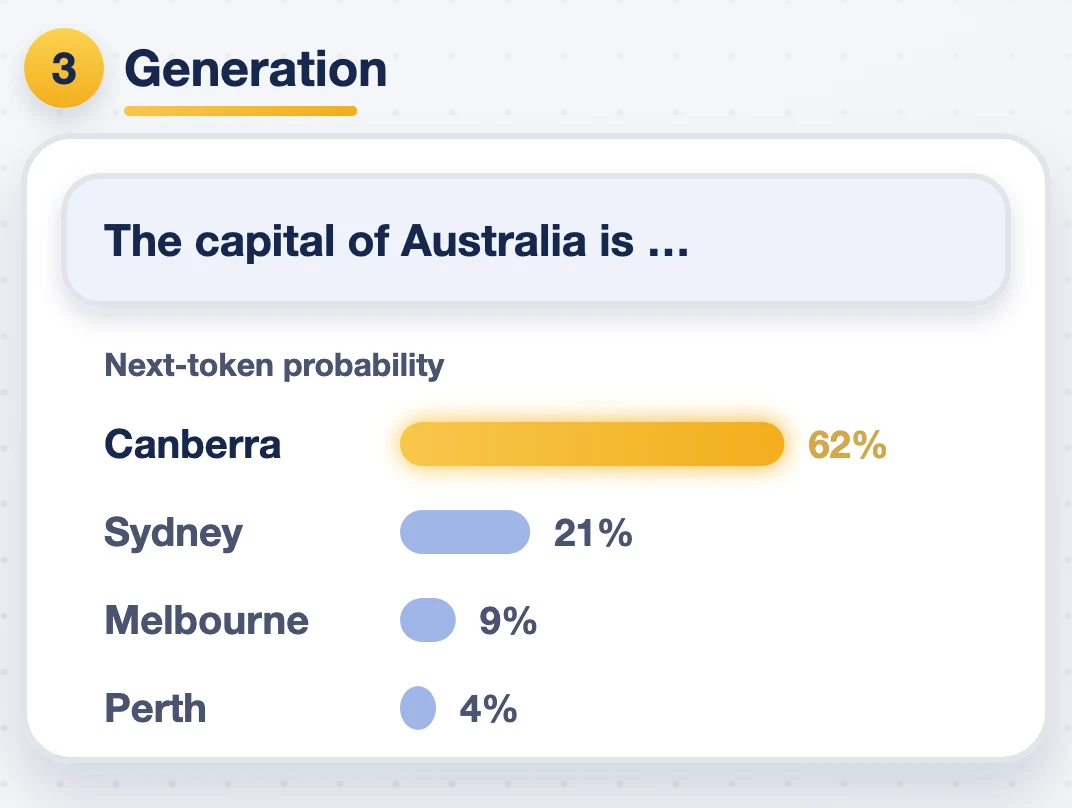 3
Generation
The capital of Australia is …
Next-token probability
Canberra 62%
Sydney 21%
Melbourne 9%
Perth 4%